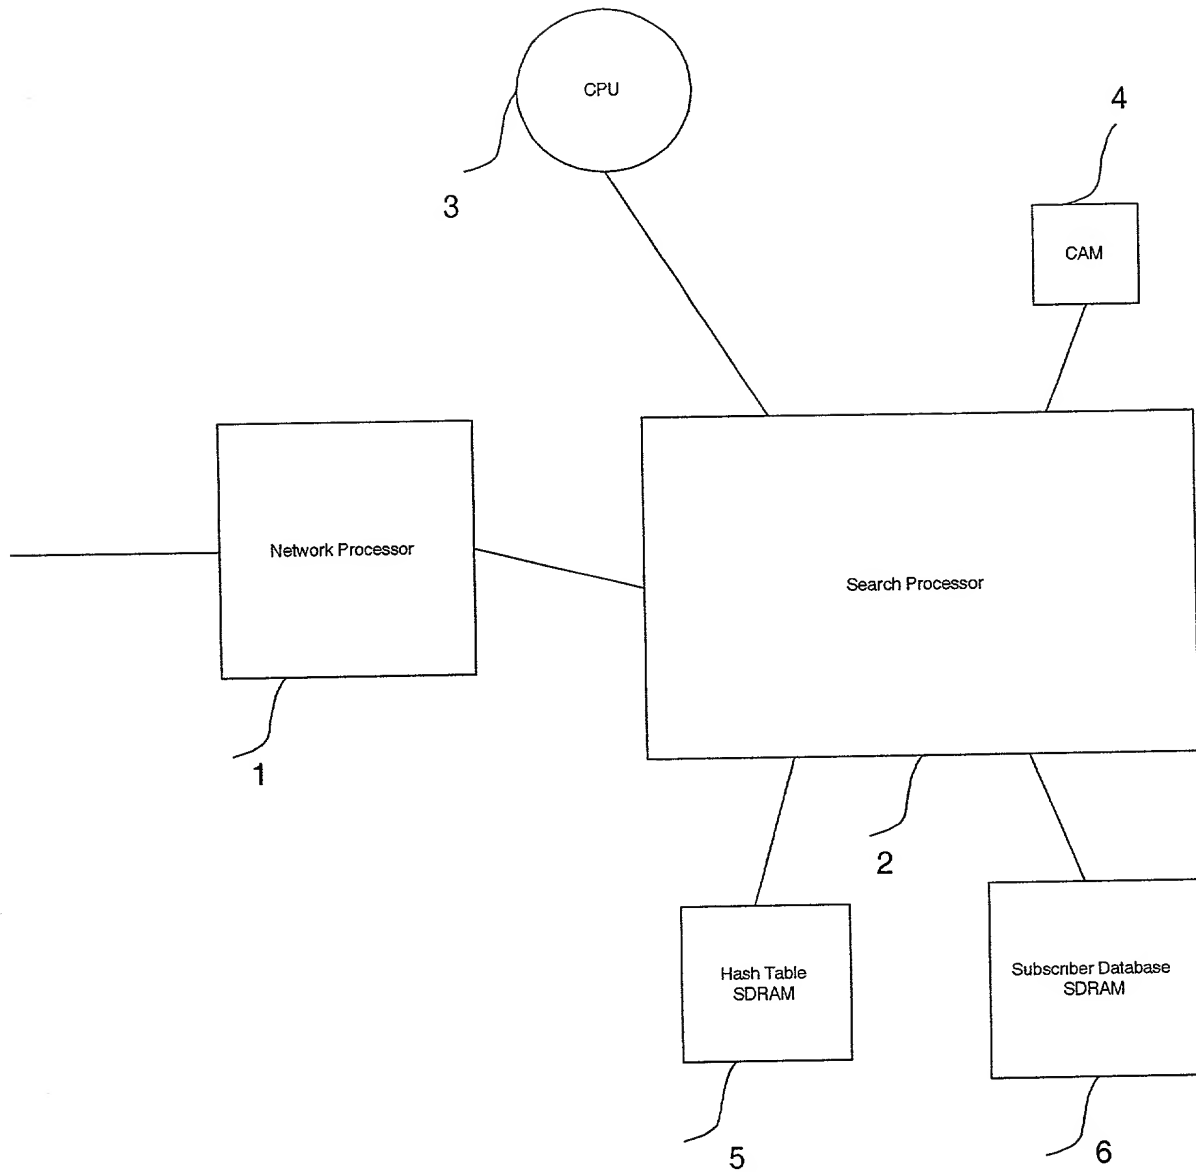 CPU
4
3
CAM
Network Processor
Search Processor
1
2
Hash Table
SDRAM
Subscriber Database
SDRAM
5
6